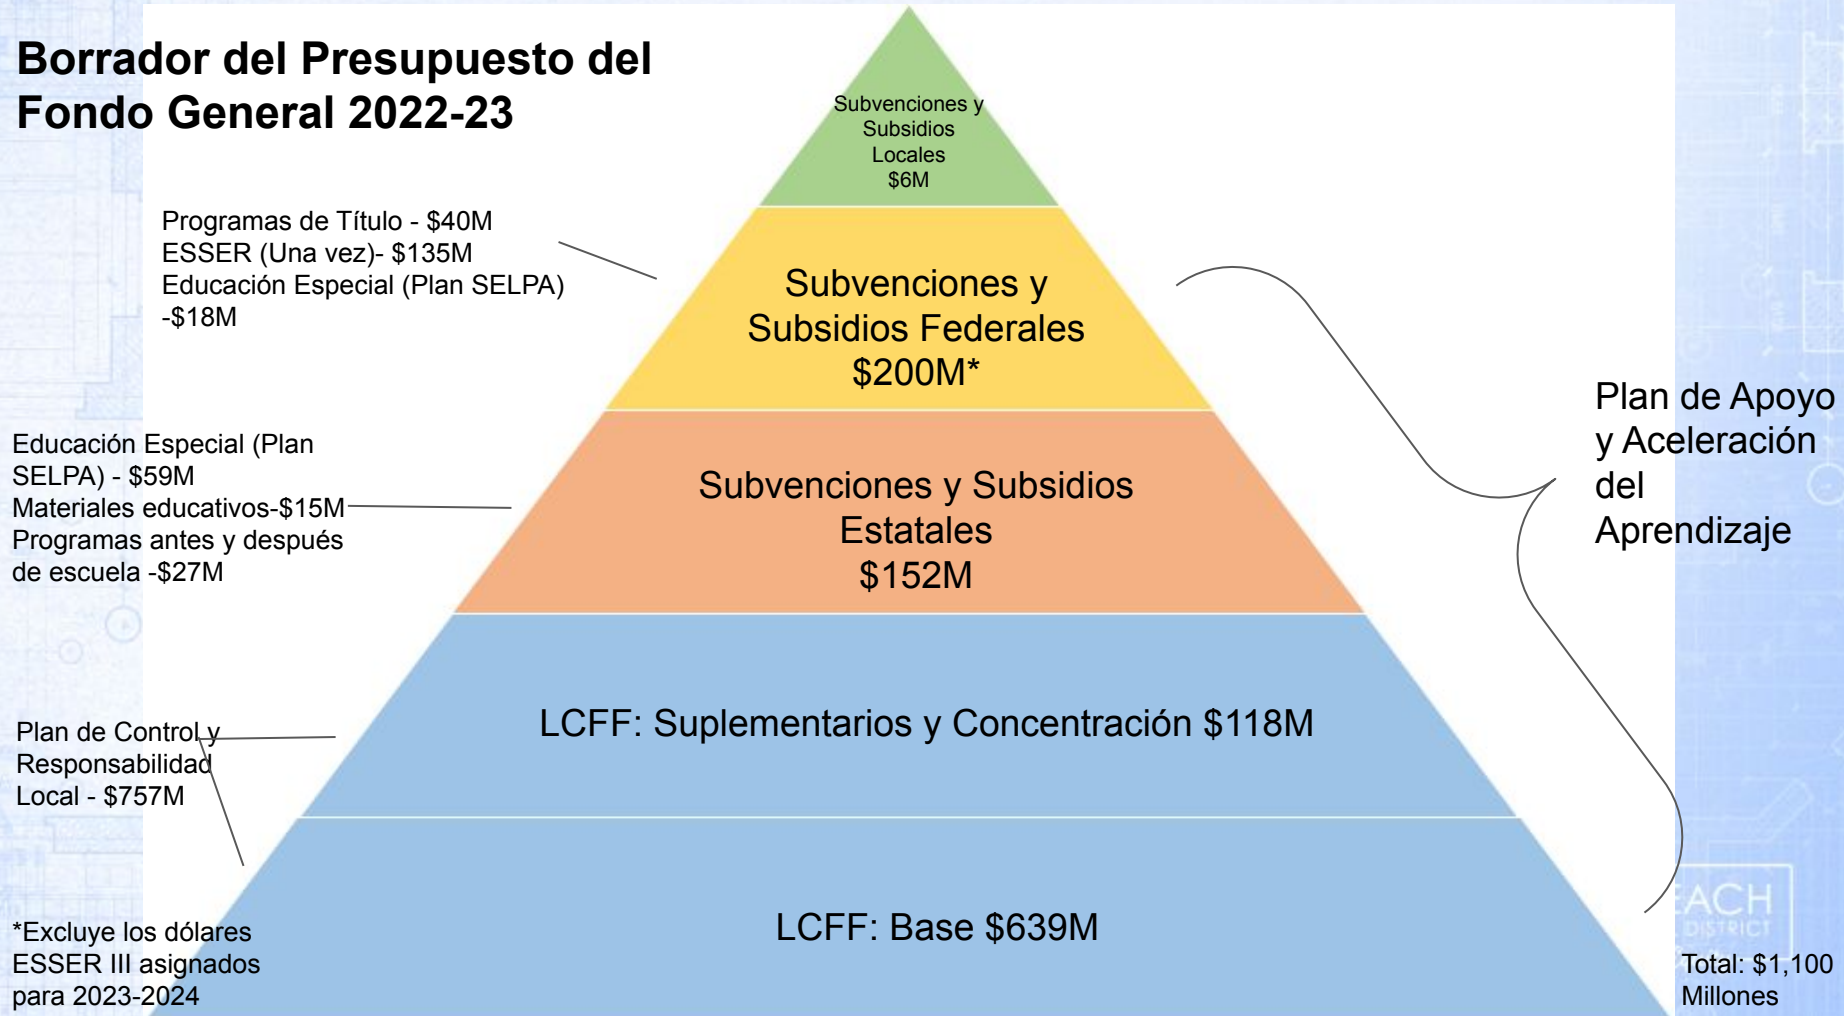 Borrador del Presupuesto del
Fondo General 2022-23
Subvenciones y
Subsidios
Locales
$6M
Programas de Título - $40M
ESSER (Una vez)- $135M
Educación Especial (Plan SELPA)
-$18M
Subvenciones y
Subsidios Federales
$200M*
Plan de Apoyo
y Aceleración
del
Aprendizaje
Educación Especial (Plan
SELPA) - $59M
Materiales educativos-$15M
Programas antes y después
de escuela -$27M
Subvenciones y Subsidios
Estatales
$152M
LCFF: Suplementarios y Concentración $118M
Plan de Control y
Responsabilidad
Local - $757M
LCFF: Base $639M
*Excluye los dólares
ESSER III asignados
para 2023-2024
EACH
DISTRICT
Total: $1,100
Millones